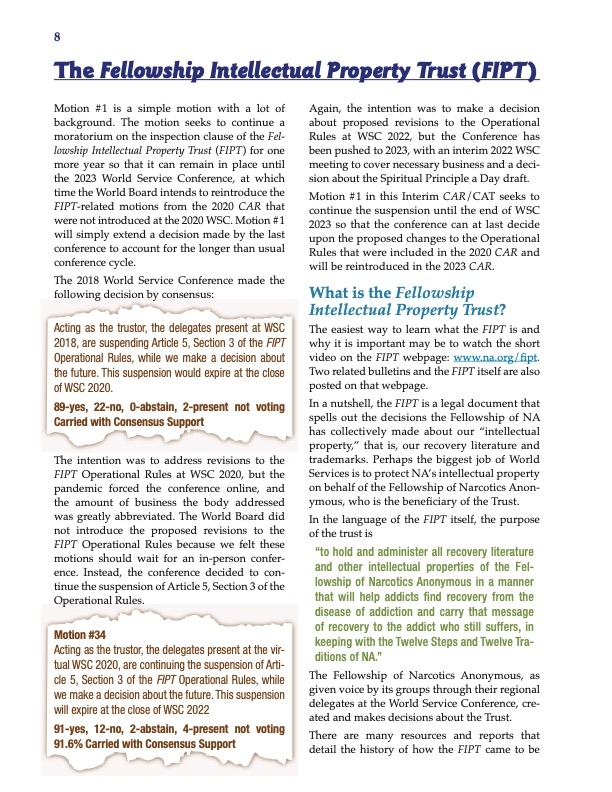 8
The Fellowship Intellectual Property Trust (FIPT)
Motion #1 is a simple motion with a lot of
background. The motion seeks to continue a
moratorium on the inspection clause of the Fel-
lowship Intellectual Property Trust (FIPT) for one
more year so that it can remain in place until
the 2023 World Service Conference, at which
time the World Board intends to reintroduce the
FIPT-related motions from the 2020 CAR that
were not introduced at the 2020 WSC. Motion #1
will simply extend a decision made by the last
conference to account for the longer than usual
conference cycle.
The 2018 World Service Conference made the
following decision by consensus:
Acting as the trustor, the delegates present at WSC
2018, are suspending Article 5, Section 3 of the FIPT
Operational Rules, while we make a decision about
the future. This suspension would expire at the close
of WSC 2020.
89-yes, 22-no, 0-abstain, 2-present not voting
Carried with Consensus Support
The intention was to address revisions to the
FIPT Operational Rules at WSC 2020, but the
pandemic forced the conference online, and
the amount of business the body addressed
was greatly abbreviated. The World Board did
not introduce the proposed revisions to the
FIPT Operational Rules because we felt these
motions should wait for an in-person confer-
ence. Instead, the conference decided to con-
tinue the suspension of Article 5, Section 3 of the
Operational Rules.
Motion #34
Acting as the trustor, the delegates present at the vir-
tual WSC 2020, are continuing the suspension of Arti-
cle 5, Section 3 of the FIPT Operational Rules, while
we make a decision about the future. This suspension
will expire at the close of WSC 2022
91-yes, 12-no, 2-abstain, 4-present not voting
91.6% Carried with Consensus Support
Again, the intention was to make a decision
about proposed revisions to the Operational
Rules at WSC 2022, but the Conference has
been pushed to 2023, with an interim 2022 WSC
meeting to cover necessary business and a deci-
sion about the Spiritual Principle a Day draft.
Motion #1 in this Interim CAR/CAT seeks to
continue the suspension until the end of WSC
2023 so that the conference can at last decide
upon the proposed changes to the Operational
Rules that were included in the 2020 CAR and
will be reintroduced in the 2023 CAR.
What is the Fellowship
Intellectual Property Trust?
The easiest way to learn what the FIPT is and
why it is important may be to watch the short
video on the FIPT webpage: www.na.org/fipt.
Two related bulletins and the FIPT itself are also
posted on that webpage.
In a nutshell, the FIPT is a legal document that
spells out the decisions the Fellowship of NA
has collectively made about our “intellectual
property,” that is, our recovery literature and
trademarks. Perhaps the biggest job of World
Services is to protect NA’s intellectual property
on behalf of the Fellowship of Narcotics Anon-
ymous, who is the beneficiary of the Trust.
In the language of the FIPT itself, the purpose
of the trust is
“to hold and administer all recovery literature
and other intellectual properties of the Fel-
lowship of Narcotics Anonymous in a manner
that will help addicts find recovery from the
disease of addiction and carry that message
of recovery to the addict who still suffers, in
keeping with the Twelve Steps and Twelve Tra-
ditions of NA.”
The Fellowship of Narcotics Anonymous, as
given voice by its groups through their regional
delegates at the World Service Conference, cre-
ated and makes decisions about the Trust.
There are many resources and reports that
detail the history of how the FIPT came to be